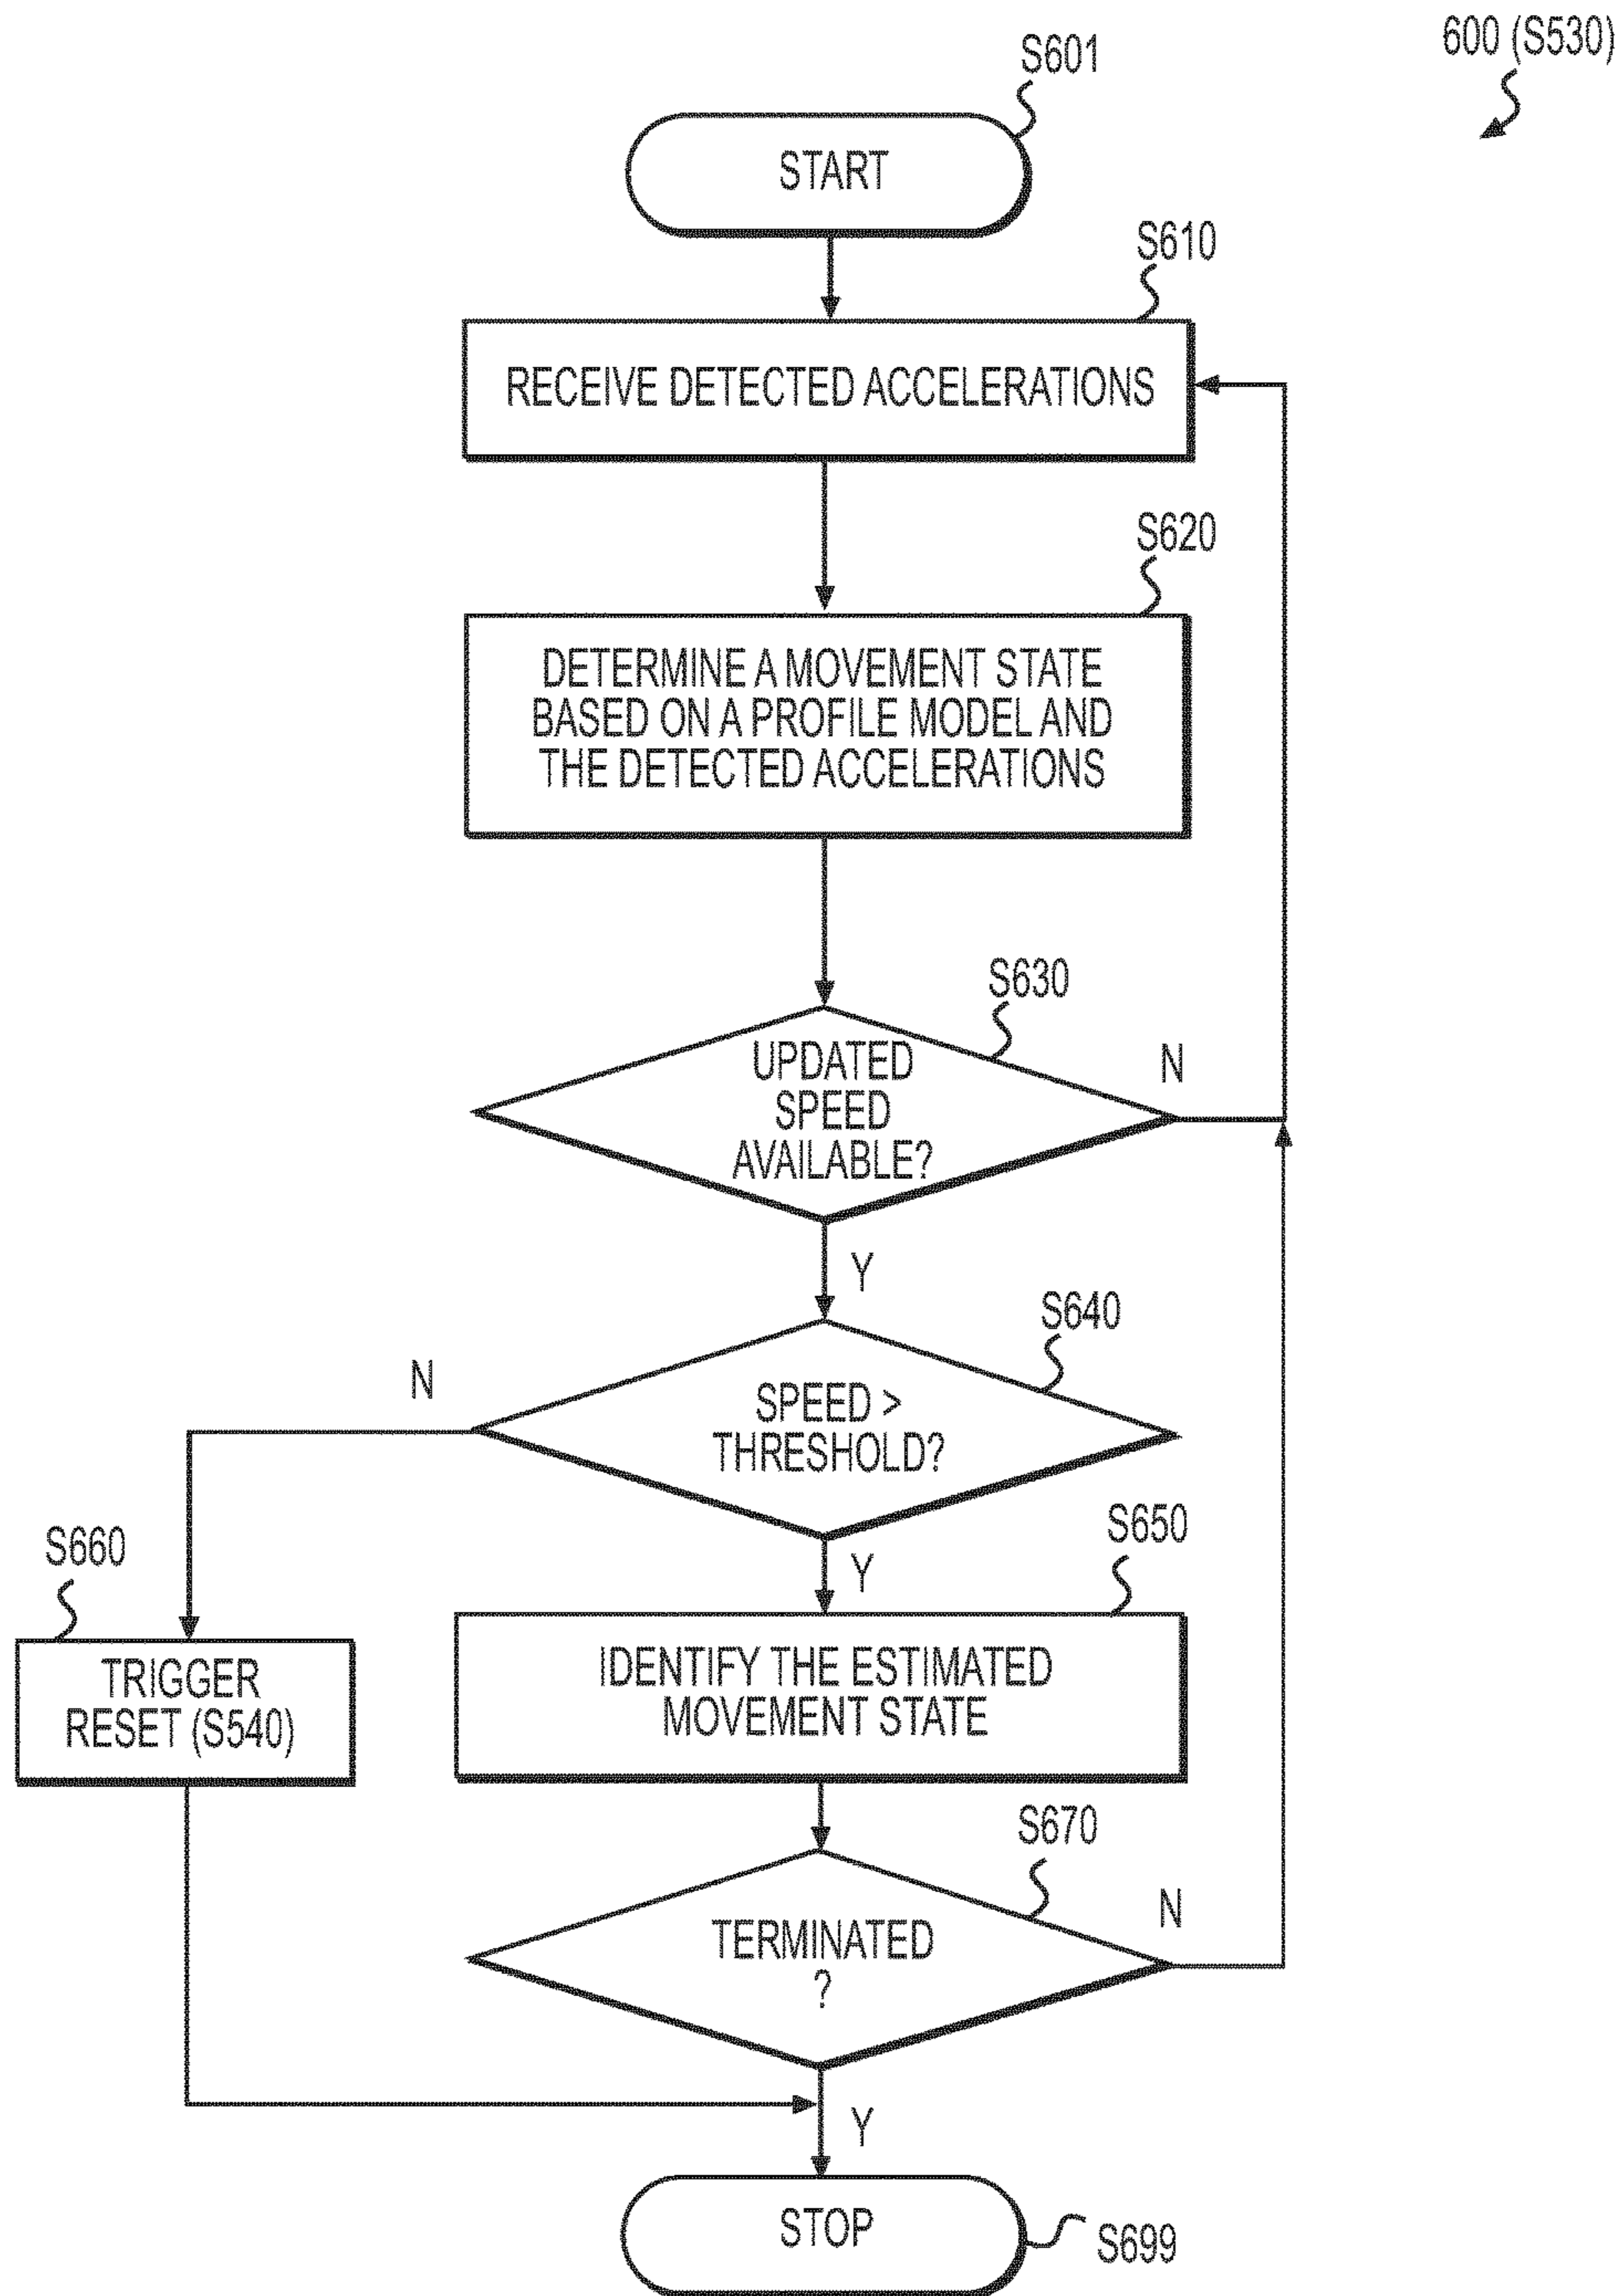 600 (S530)
S601
START
S610
RECEIVE DETECTED ACCELERATIONS
S620
DETERMINE A MOVEMENT STATE
BASED ON A PROFILE MODEL AND
THE DETECTED ACCELERATIONS
S630
UPDATED
SPEED
AVAILABLE?
N
Y
S640
SPEED >
THRESHOLD?
N
Y
S650
IDENTIFY THE ESTIMATED
MOVEMENT STATE
S660
TRIGGER
RESET (S540)
S670
TERMINATED
?
N
Y
STOP
S699